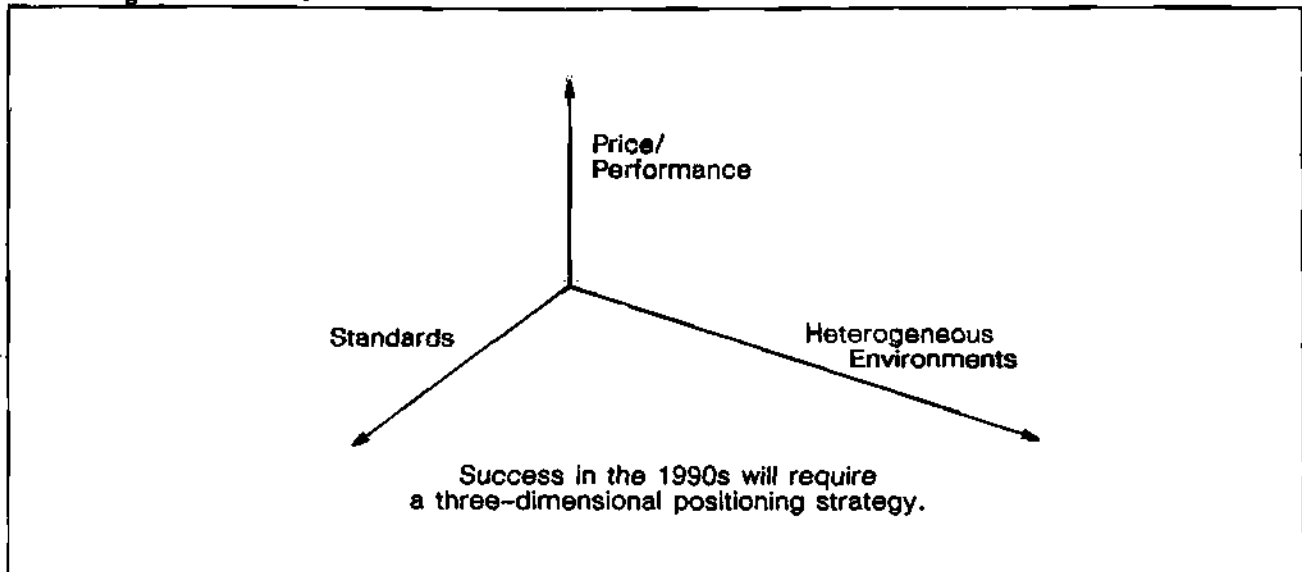 Price/
Performance
Standards
Heterogeneous
Environments
Success in the 1990s will require
a three-dimensional positioning strategy.